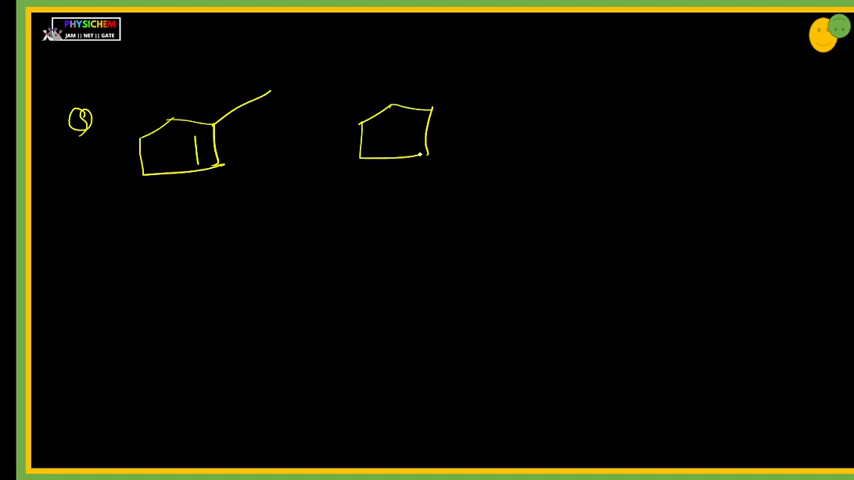 PHYSICHEM
JAM || NET || GATE
Q